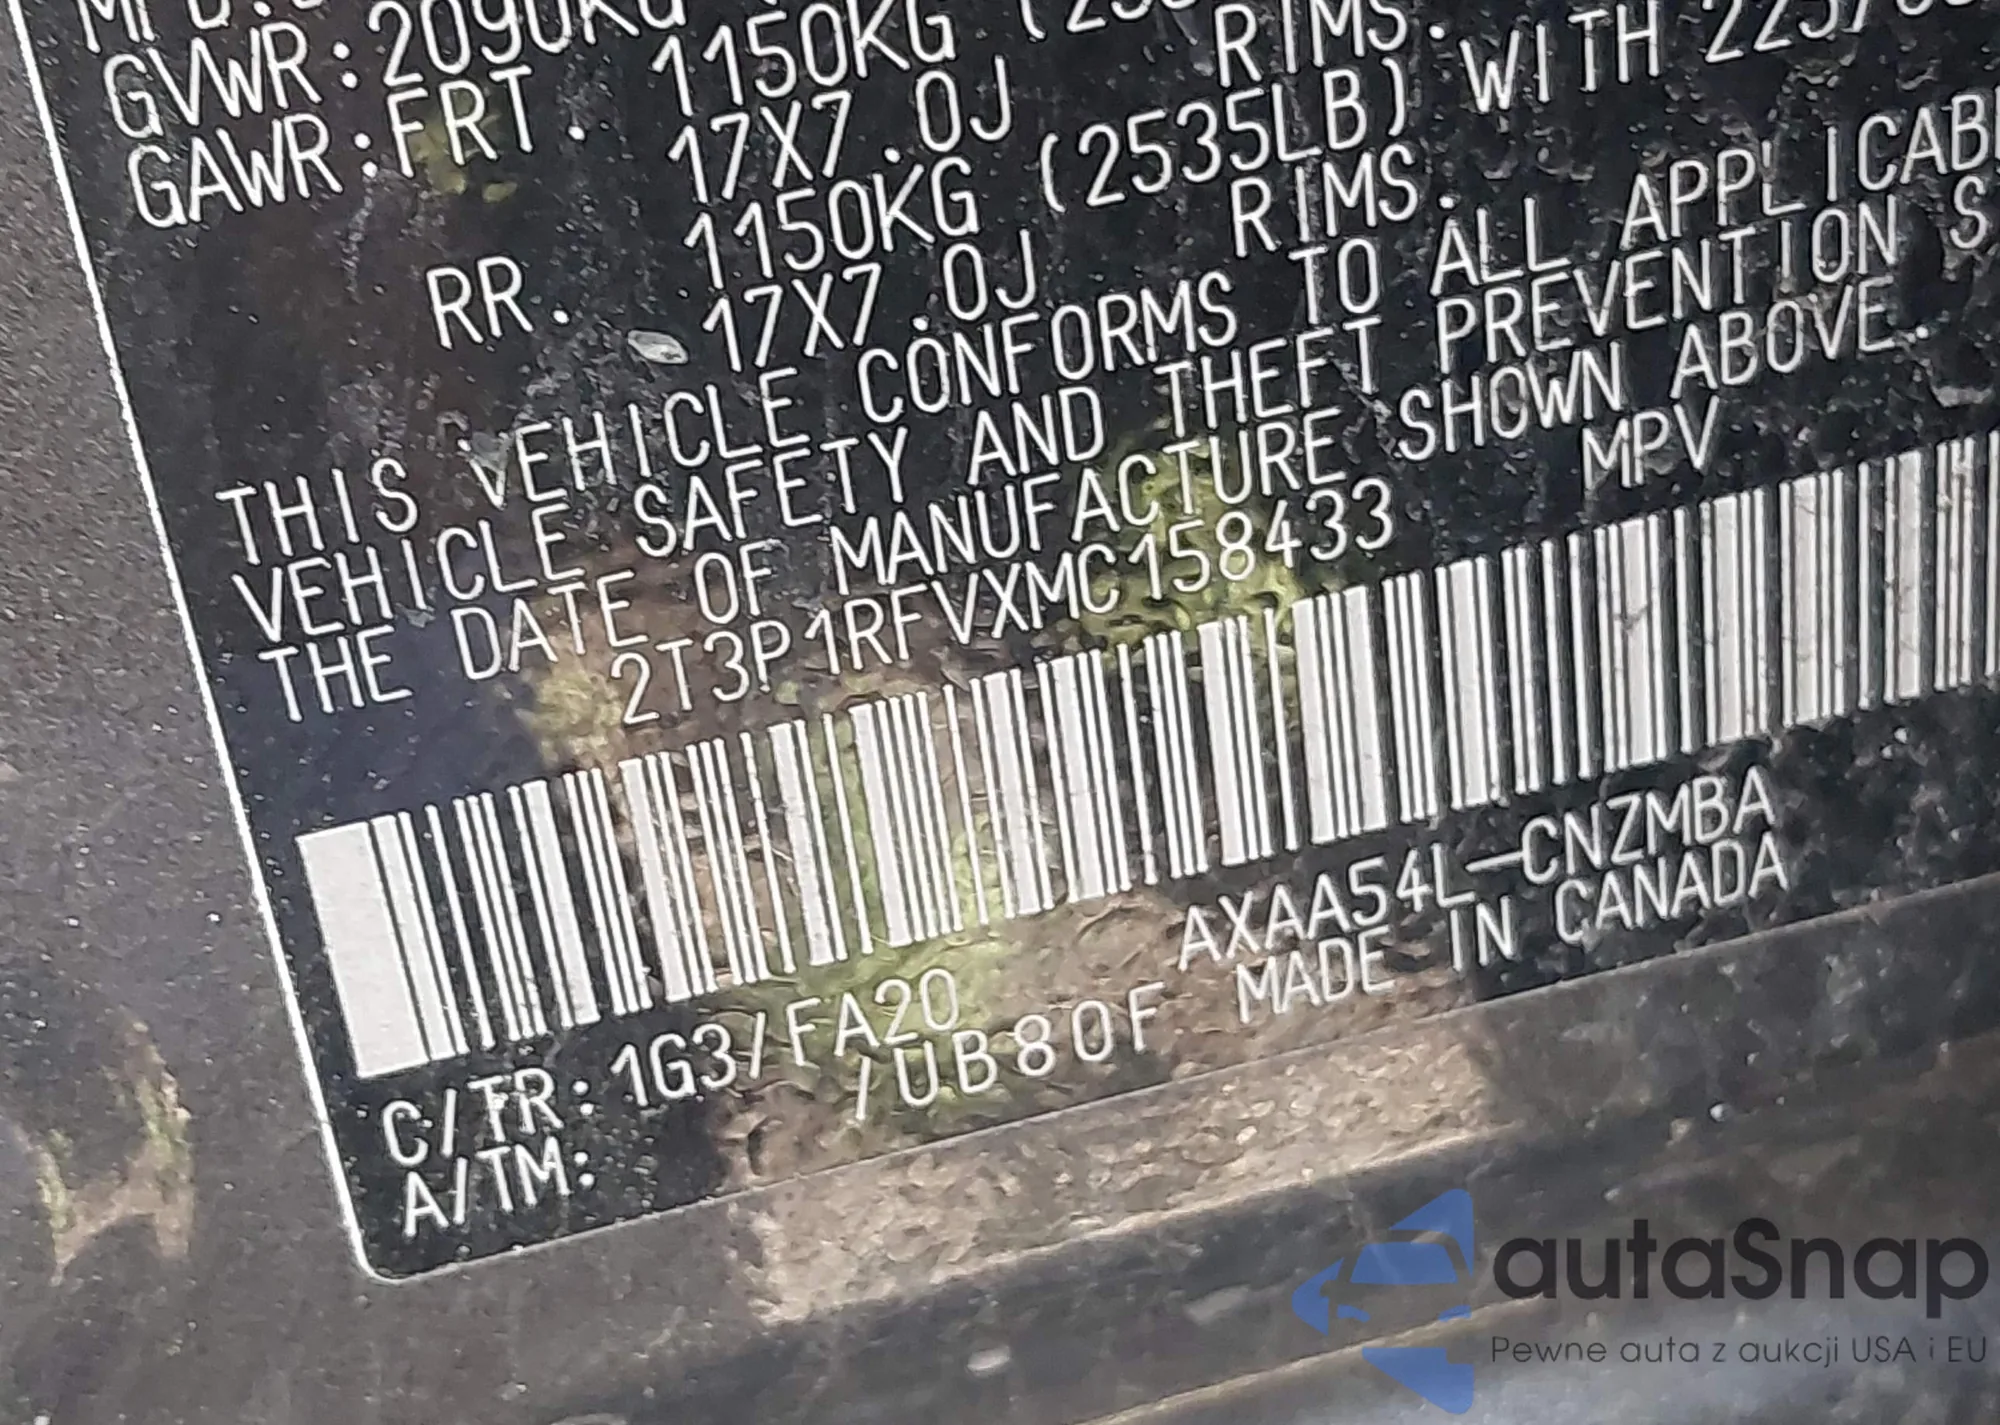 GVWR:2090KG
GAWR:FRT. 1150KG
17X7.0J RIMS.
RR. 1150KG (2535LB) WITH
17X7.0J RIMS.
THIS VEHICLE CONFORMS TO ALL
VEHICLE SAFETY AND THEFT PREVENTION
THE DATE OF MANUFACTURE SHOWN ABOVE.
2T3P1RFVXMC158433 MPV
C/TR:1G3/FA20 AXAA54L-CNZMBA
A/TM: /UB80F MADE IN CANADA
autaSnap
Pewne auta z aukcji USA i EU